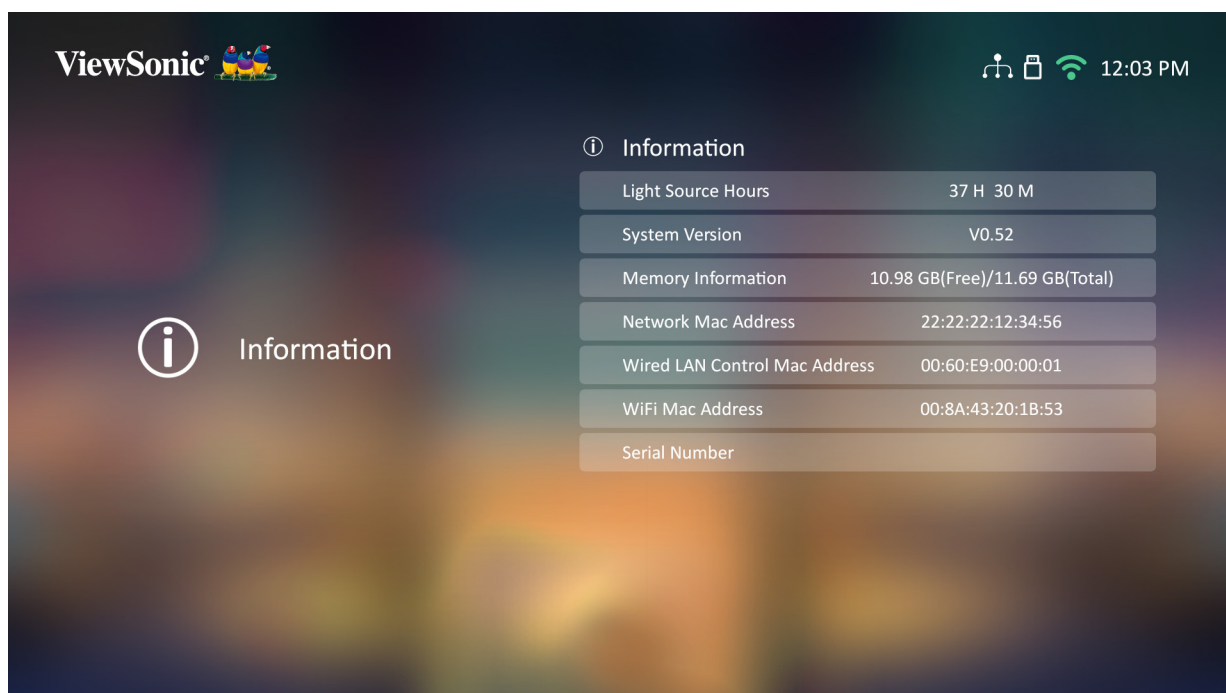 ViewSonic®
12:03 PM
Information
Information
Light Source Hours 37 H 30 M
System Version V0.52
Memory Information 10.98 GB(Free)/11.69 GB(Total)
Network Mac Address 22:22:22:12:34:56
Wired LAN Control Mac Address 00:60:E9:00:00:01
WiFi Mac Address 00:8A:43:20:1B:53
Serial Number